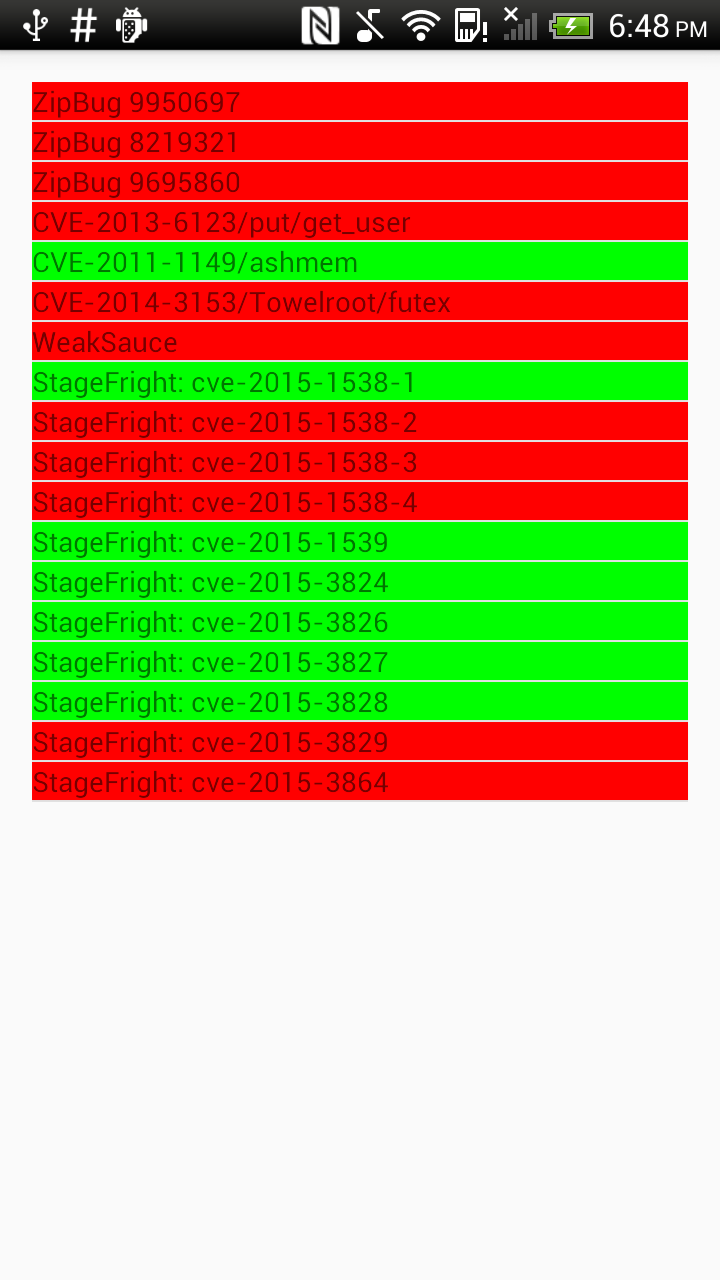 6:48 PM
ZipBug 9950697
ZipBug 8219321
ZipBug 9695860
CVE-2013-6123/put/get_user
CVE-2011-1149/ashmem
CVE-2014-3153/Towelroot/futex
WeakSauce
StageFright: cve-2015-1538-1
StageFright: cve-2015-1538-2
StageFright: cve-2015-1538-3
StageFright: cve-2015-1538-4
StageFright: cve-2015-1539
StageFright: cve-2015-3824
StageFright: cve-2015-3826
StageFright: cve-2015-3827
StageFright: cve-2015-3828
StageFright: cve-2015-3829
StageFright: cve-2015-3864